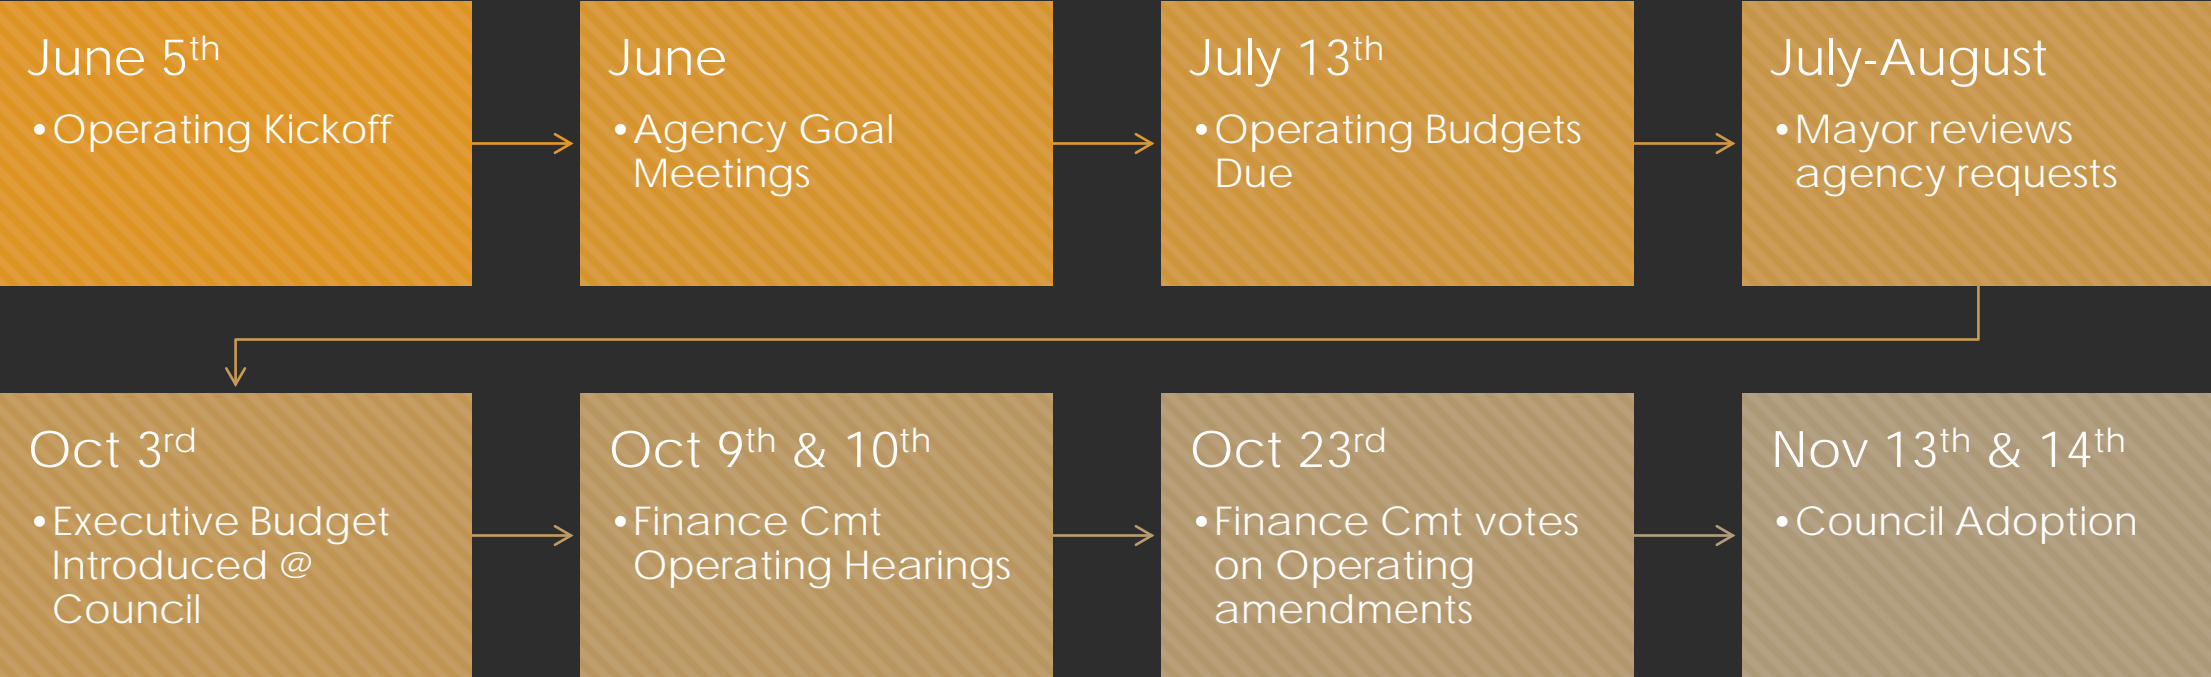 June 5th
•Operating Kickoff
June
•Agency Goal
Meetings
July 13th
•Operating Budgets
Due
July-August
•Mayor reviews
agency requests
Oct 3rd
•Executive Budget
Introduced @
Council
Oct 9th & 10th
•Finance Cmt
Operating Hearings
Oct 23rd
•Finance Cmt votes
on Operating
amendments
Nov 13th & 14th
•Council Adoption